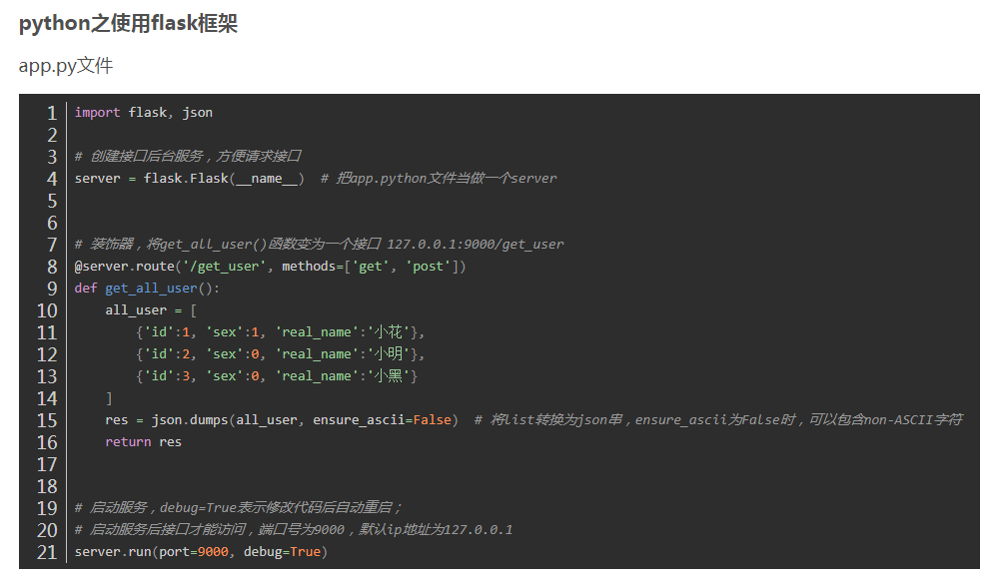 python之使用flask框架
app.py文件
1 import flask, json
2
3 # 创建接口后台服务，方便请求接口
4 server = flask.Flask(__name__)  # 把app.python文件当做一个server
5
6
7 # 装饰器，将get_all_user()函数变为一个接口 127.0.0.1:9000/get_user
8 @server.route('/get_user', methods=['get', 'post'])
9 def get_all_user():
10     all_user = [
11         {'id':1, 'sex':1, 'real_name':'小花'},
12         {'id':2, 'sex':0, 'real_name':'小明'},
13         {'id':3, 'sex':0, 'real_name':'小黑'}
14     ]
15     res = json.dumps(all_user, ensure_ascii=False)  # 将list转换为json串，ensure_ascii为False时，可以包含non-ASCII字符
16     return res
17
18
19 # 启动服务，debug=True表示修改代码后自动重启；
20 # 启动服务后接口才能访问，端口号为9000，默认ip地址为127.0.0.1
21 server.run(port=9000, debug=True)